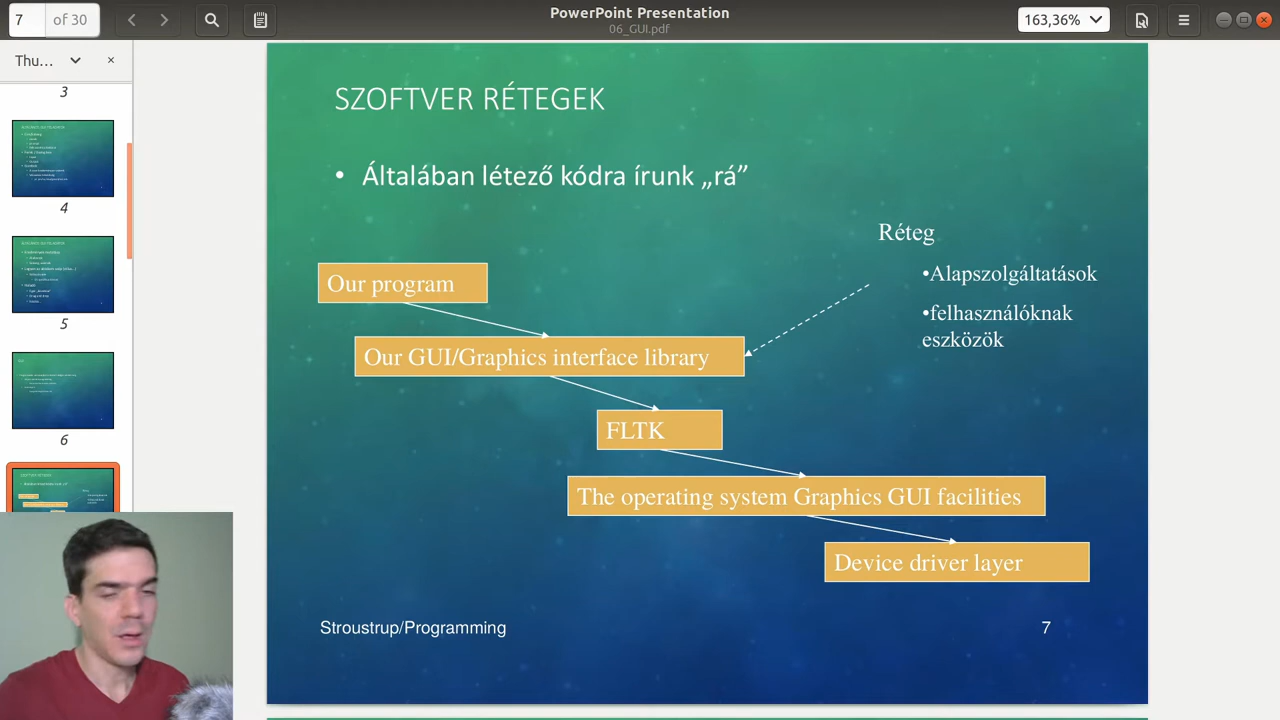 7
of 30
PowerPoint Presentation
06_GUI.pdf
163,36%
Thu...
3
4
5
6
SZOFTVER RÉTEGEK
• Általában létező kódra írunk „rá”
Réteg
•Alapszolgáltatások
•felhasználóknak
eszközök
Our program
Our GUI/Graphics interface library
FLTK
The operating system Graphics GUI facilities
Device driver layer
Stroustrup/Programming
7